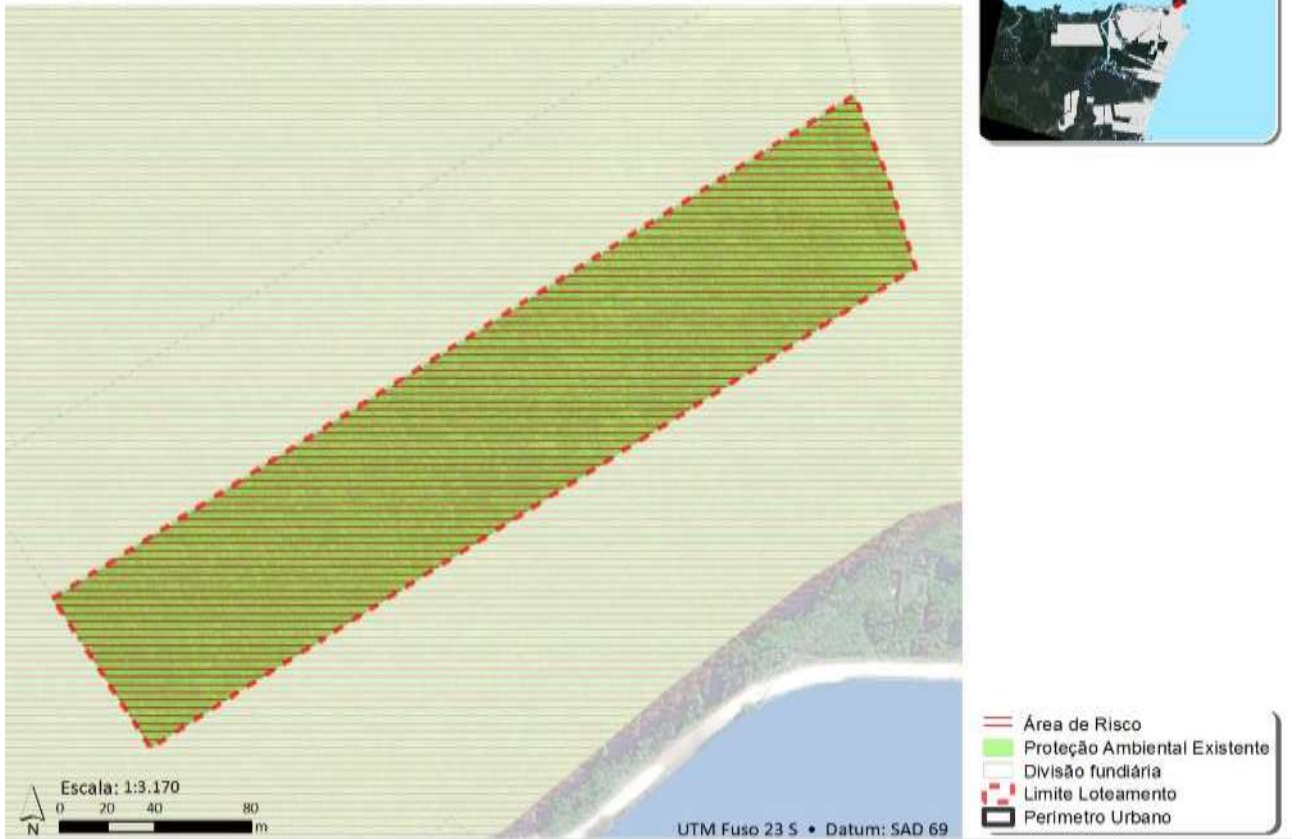 Escala: 1:3.170
0 20 40 80
m
N
UTM Fuso 23 S • Datum: SAD 69
Área de Risco
Proteção Ambiental Existente
Divisão fundiária
Limite Loteamento
Perímetro Urbano